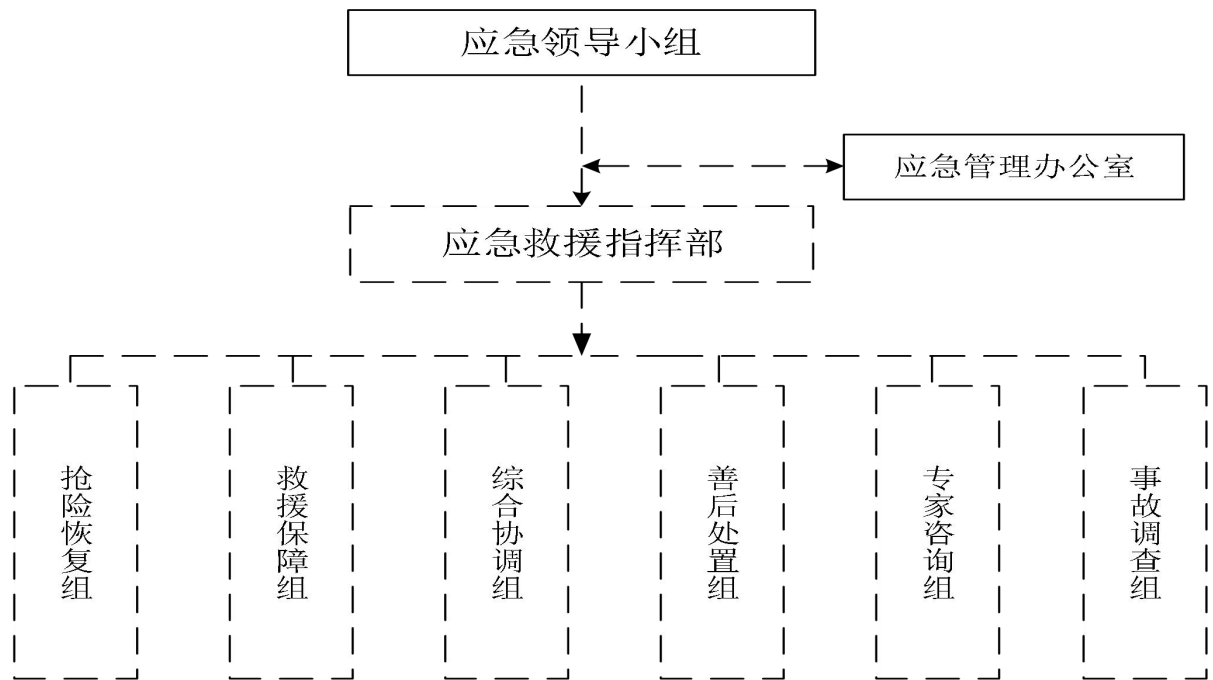 应急领导小组
应急管理办公室
应急救援指挥部
抢险恢复组
救援保障组
综合协调组
善后处置组
专家咨询组
事故调查组